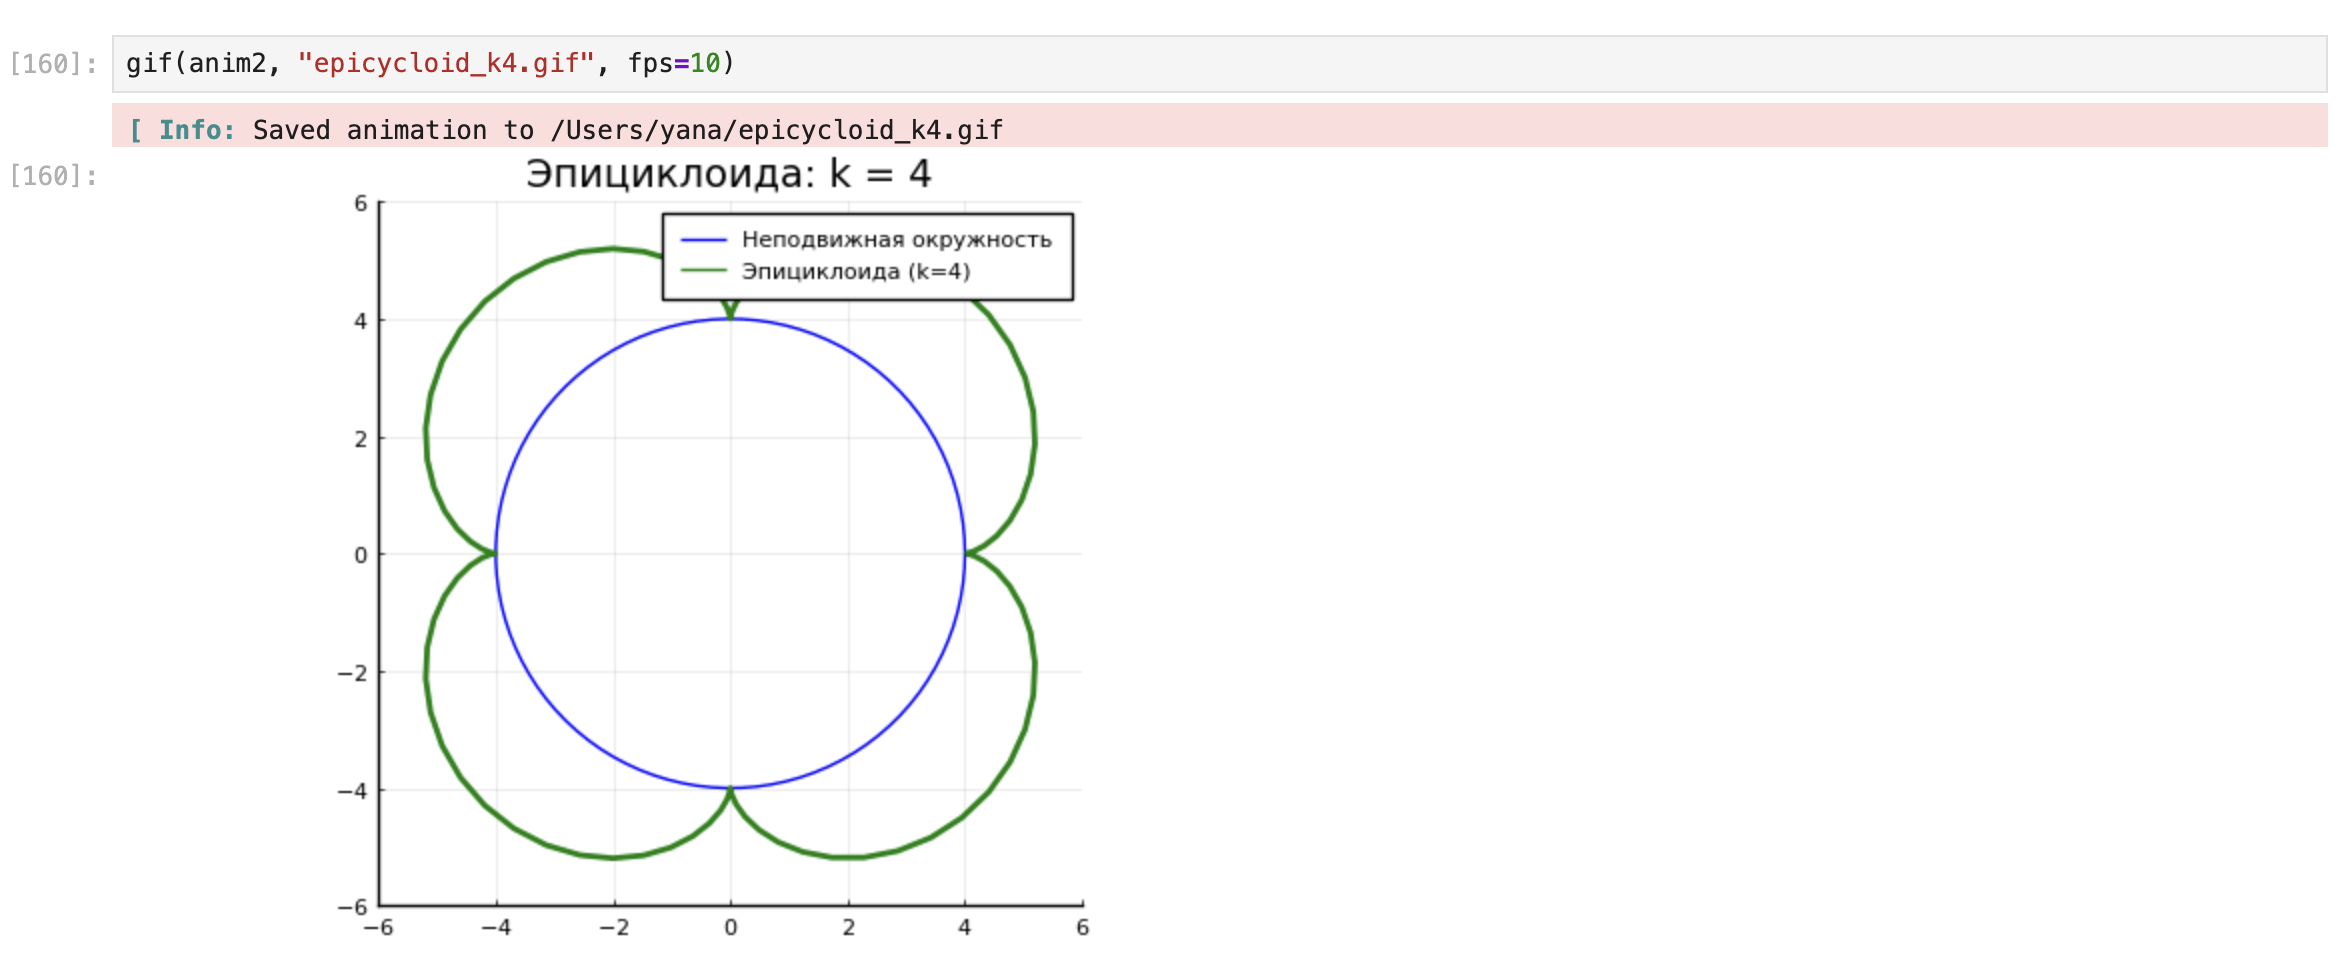 [160]: gif(anim2, "epicycloid_k4.gif", fps=10)
[ Info: Saved animation to /Users/yana/epicycloid_k4.gif
[160]:
Эпициклоида: k = 4
Неподвижная окружность
Эпициклоида (k=4)
6
4
2
0
−2
−4
−6
−6 −4 −2 0 2 4 6